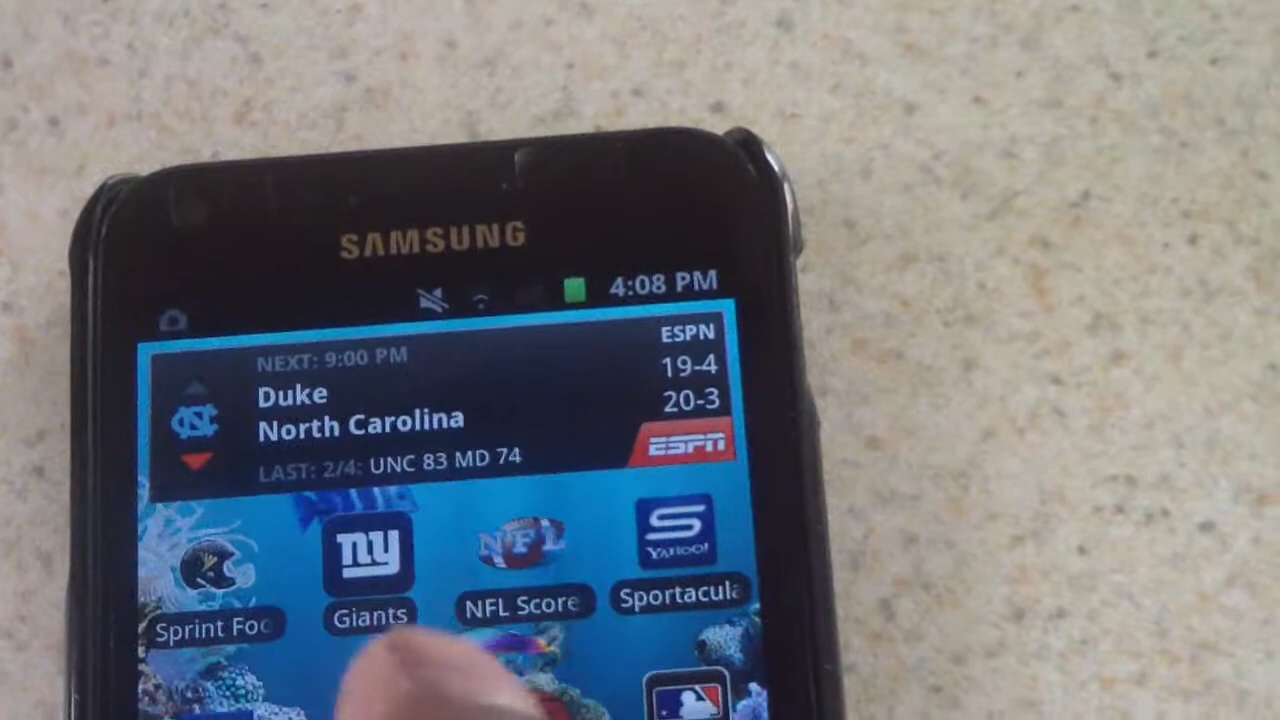 SAMSUNG
4:08 PM
NEXT: 9:00 PM
ESPN
Duke
19-4
North Carolina
20-3
LAST: 2/4: UNC 83 MD 74
ESPN
NC
ny
NFL
S
YAHOO!
Sprint Foo
Giants
NFL Score
Sportacula